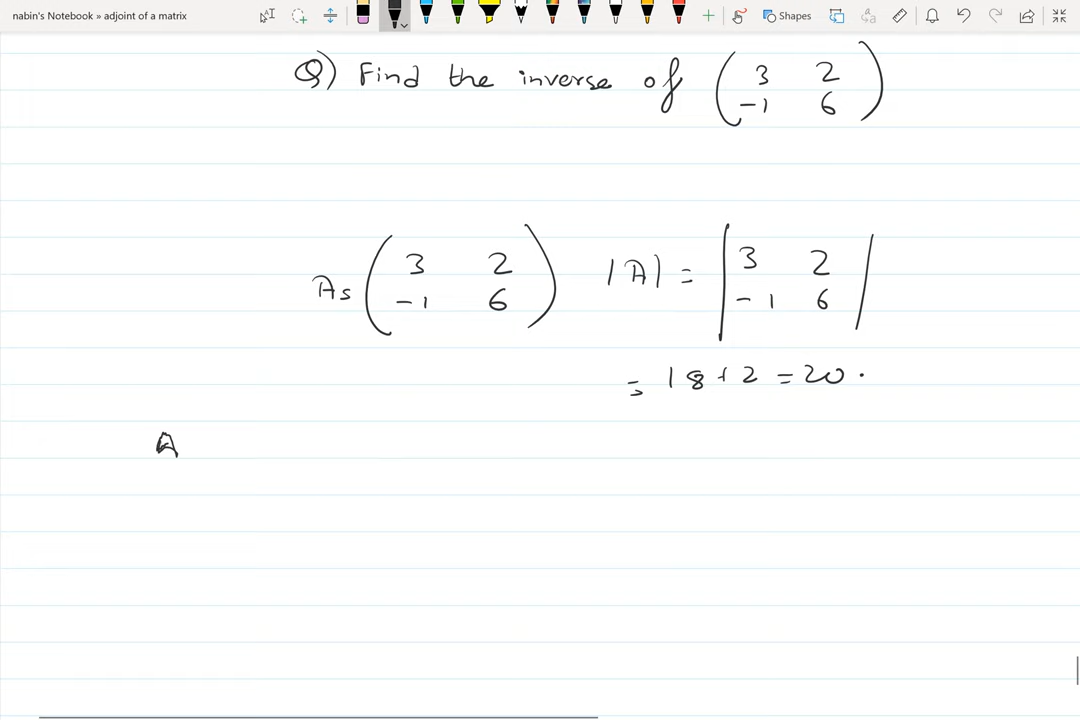 nabin's Notebook » adjoint of a matrix
Shapes
Q) Find the inverse of ( 3 2
-1 6 )
A= ( 3 2
-1 6 ) |A| = | 3 2
-1 6 |
= 18 + 2 = 20.
A